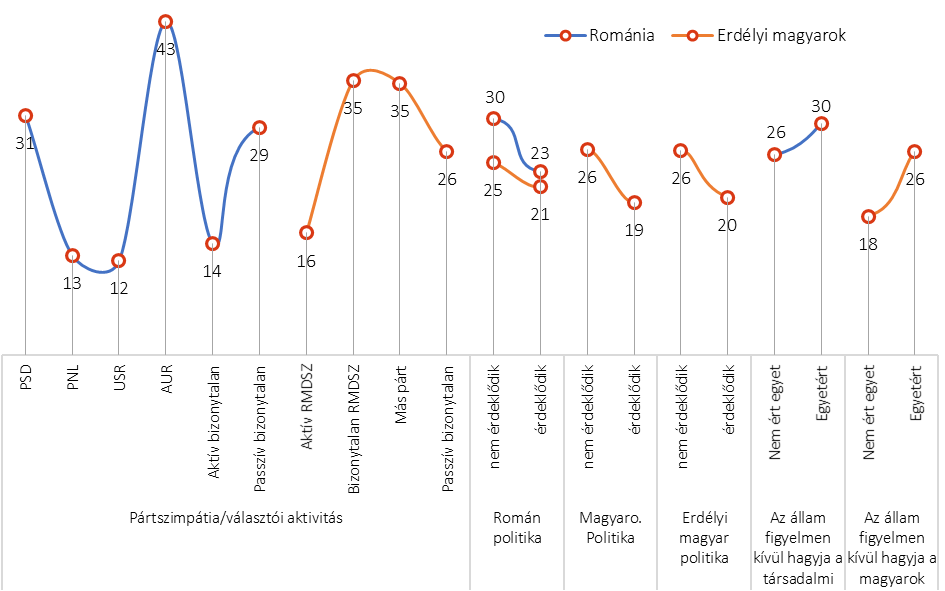 Románia
Erdélyi magyarok
31
13
12
43
14
29
16
35
35
26
30
23
25
21
26
19
26
20
26
30
18
26
PSD
PNL
USR
AUR
Aktív bizonytalan
Passzív bizonytalan
Aktív RMDSZ
Bizonytalan RMDSZ
Más párt
Passzív bizonytalan
nem érdeklődik
érdeklődik
nem érdeklődik
érdeklődik
nem érdeklődik
érdeklődik
Nem ért egyet
Egyetért
Nem ért egyet
Egyetért
Pártszimpátia/választói aktivitás
Román
politika
Magyaro.
Politika
Erdélyi
magyar
politika
Az állam
figyelmen
kívül hagyja a
társadalmi
Az állam
figyelmen
kívül hagyja a
magyarok